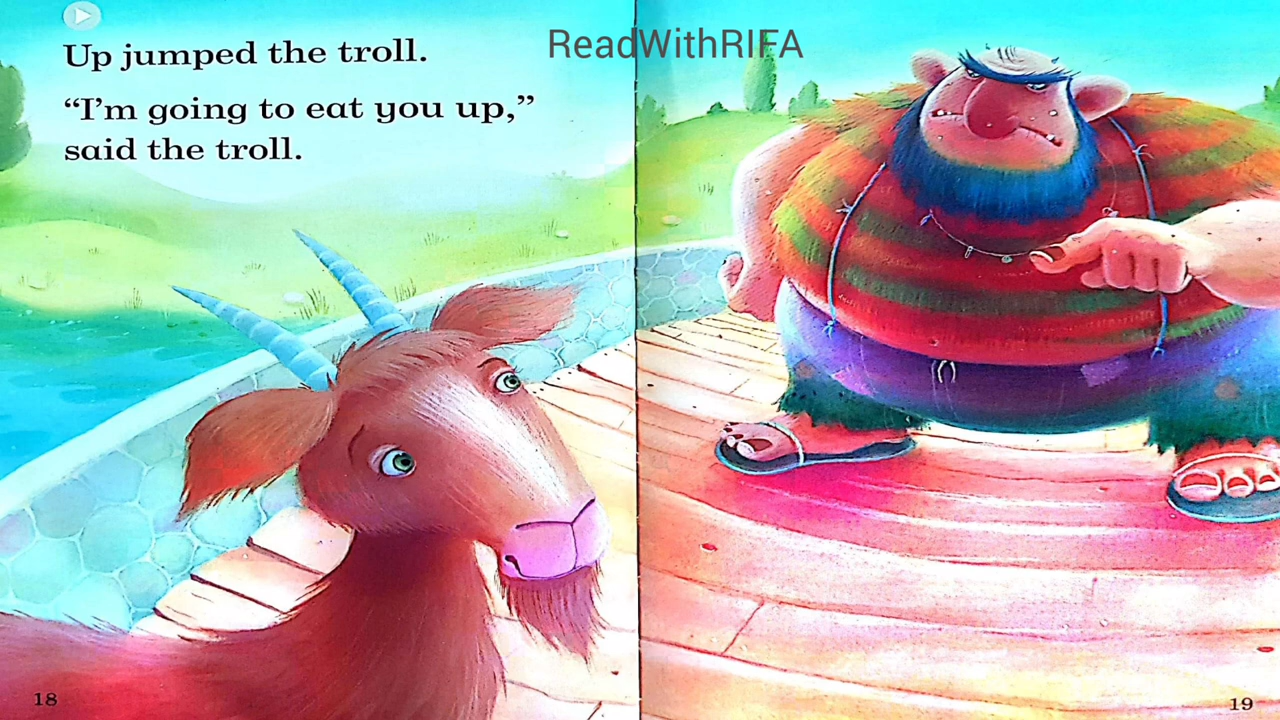 Up jumped the troll.
“I’m going to eat you up,”
said the troll.
ReadWithRIFA
18
19